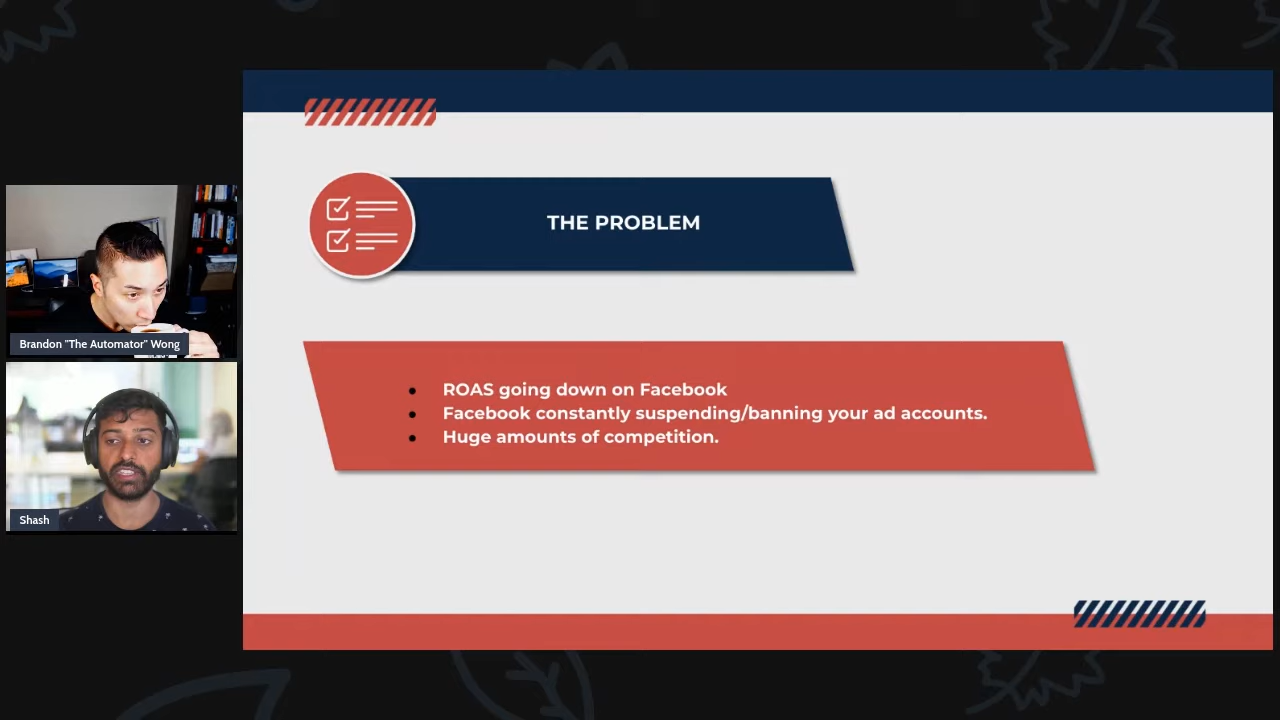 THE PROBLEM
ROAS going down on Facebook
Facebook constantly suspending/banning your ad accounts.
Huge amounts of competition.
Brandon "The Automator" Wong
Shash